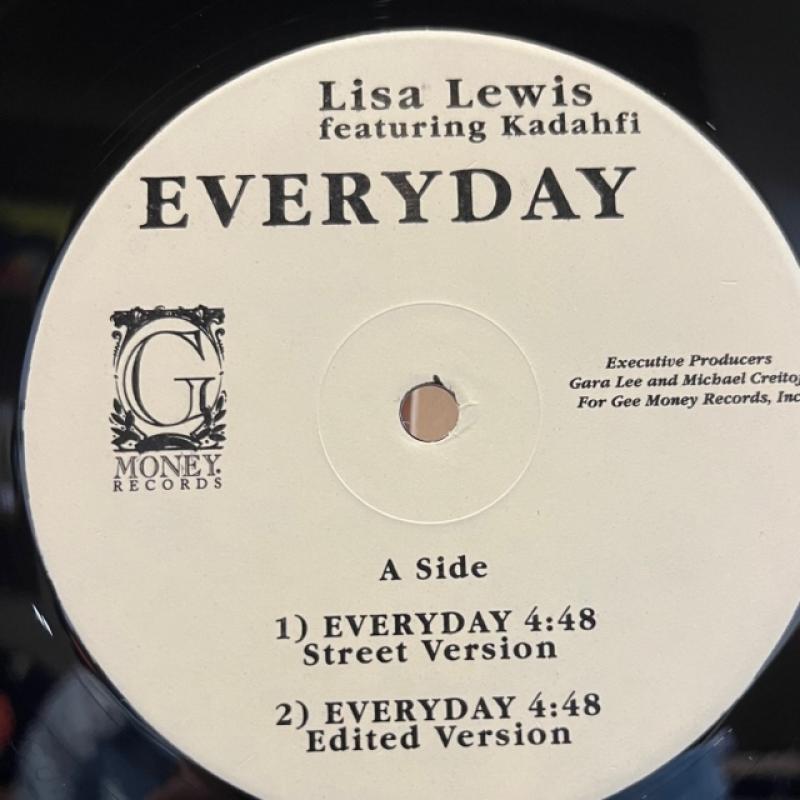 Lisa Lewis
featuring Kadahfi
EVERYDAY
G
MONEY.
RECORDS
Executive Producers
Gara Lee and Michael
For Gee Money Records, Inc
A Side
1) EVERYDAY 4:48
Street Version
2) EVERYDAY 4:48
Edited Version